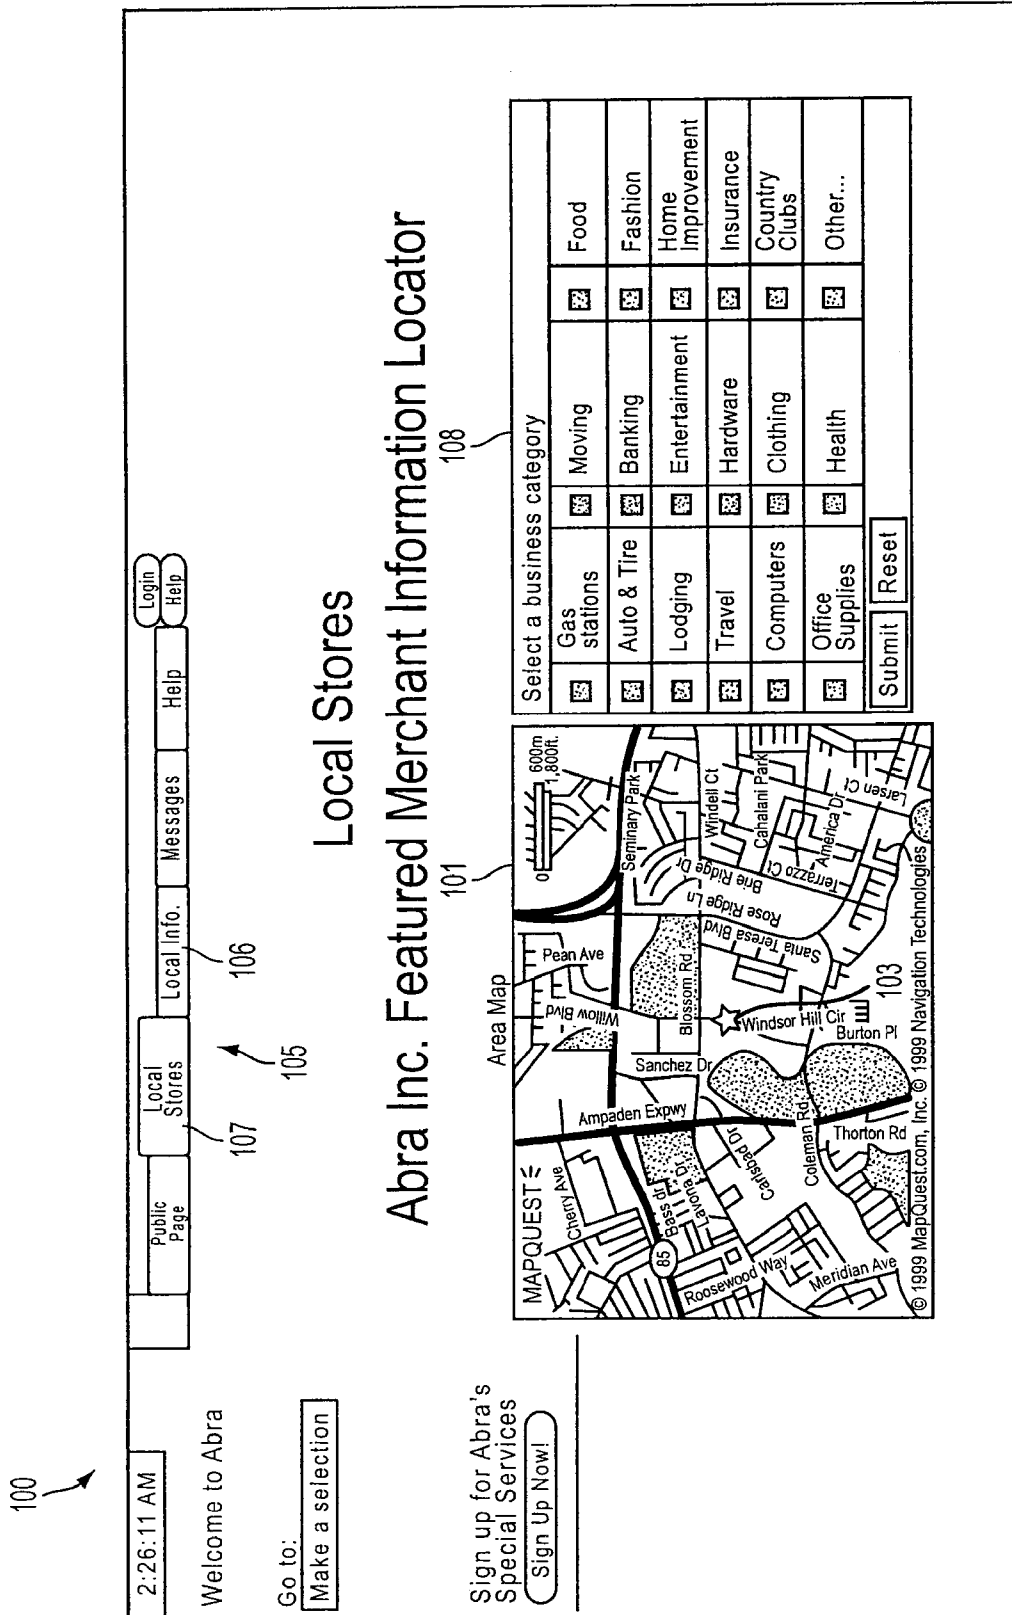 100
2:26:11 AM
Public
Page
Local
Stores
Local Info.
Messages
Help
Login
Help
107
105
106
Welcome to Abra
Go to:
Make a selection
Sign up for Abra's
Special Services
Sign Up Now!
Local Stores
Abra Inc. Featured Merchant Information Locator
101
108
Area Map
MAPQUEST
0
600m
1,800ft.
Cherry Ave
Ampaden Expwy
Willow Blvd
Pean Ave
Seminary Park
85
Bass dr
Lavona Dr
Sanchez Dr
Blossom Rd
Santa Teresa Blvd
Rose Ridge Ln
Brie Ridge Dr
Windell Ct
Roosewood Way
Carlsbad Dr
Windsor Hill Cir
Terrazzo Ct
Cahalani Park
Meridian Ave
Coleman Rd
Thorton Rd
Burton Pl
103
America Dr
Larsen Ct
© 1999 MapQuest.com, Inc. © 1999 Navigation Technologies
Select a business category
Gas
stations
Moving
Food
Auto & Tire
Banking
Fashion
Lodging
Entertainment
Home
Improvement
Travel
Hardware
Insurance
Computers
Clothing
Country
Clubs
Office
Supplies
Health
Other...
Submit
Reset